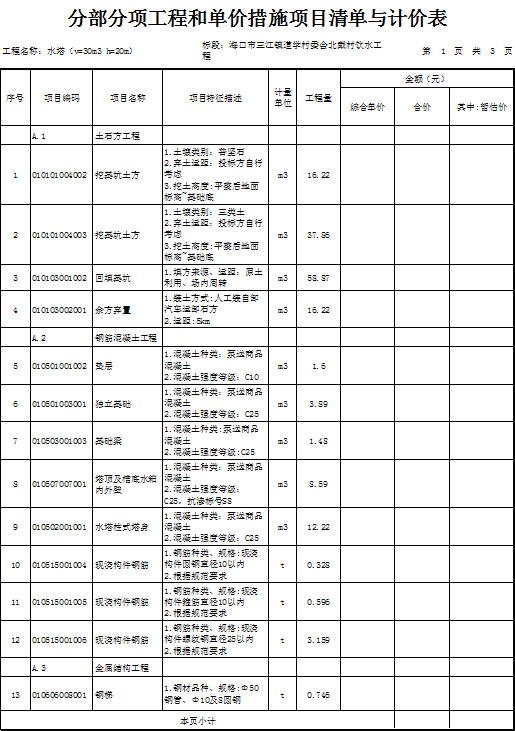 分部分项工程和单价措施项目清单与计价表
工程名称：水塔（v=30m3 h=20m）
标段：海口市三江镇道学村委会北戴村饮水工
程
第 1 页 共 3 页
序号 项目编码 项目名称 项目特征描述 计量
单位 工程量 金额（元）
综合单价 合价 其中:暂估价
A.1 土石方工程
1 010101004002 挖基坑土方 1.土壤类别：普坚石
2.弃土运距：投标方自行
考虑
3.挖土高度:平整后地面
标高~基础底 m3 16.22
2 010101004003 挖基坑土方 1.土壤类别：三类土
2.弃土运距：投标方自行
考虑
3.挖土高度:平整后地面
标高~基础底 m3 37.86
3 010103001002 回填基坑 1.填方来源、运距：原土
利用、场内周转 m3 58.87
4 010103002001 余方弃置 1.装土方式:人工装自卸
汽车运卸石方
2.运距:5km m3 16.22
A.2 钢筋混凝土工程
5 010501001002 垫层 1.混凝土种类：泵送商品
混凝土
2.混凝土强度等级：C10 m3 1.6
6 010501003001 独立基础 1.混凝土种类：泵送商品
混凝土
2.混凝土强度等级：C25 m3 3.89
7 010503001003 基础梁 1.混凝土种类:泵送商品
混凝土
2.混凝土强度等级:C25 m3 1.48
8 010507007001 塔顶及槽底水箱
内外壁 1.混凝土种类：泵送商品
混凝土
2.混凝土强度等级：
C25，抗渗标号S8 m3 8.59
9 010502001001 水塔柱式塔身 1.混凝土种类：泵送商品
混凝土
2.混凝土强度等级：C25 m3 12.22
10 010515001004 现浇构件钢筋 1.钢筋种类、规格:现浇
构件圆钢直径10以内
2.根据规范要求 t 0.328
11 010515001005 现浇构件钢筋 1.钢筋种类、规格:现浇
构件箍筋直径10以内
2.根据规范要求 t 0.596
12 010515001006 现浇构件钢筋 1.钢筋种类、规格:现浇
构件螺纹钢直径25以内
2.根据规范要求 t 3.159
A.3 金属结构工程
13 010606008001 钢梯 1.钢材品种、规格:Φ50
钢管、Φ10及8圆钢 t 0.746
本页小计